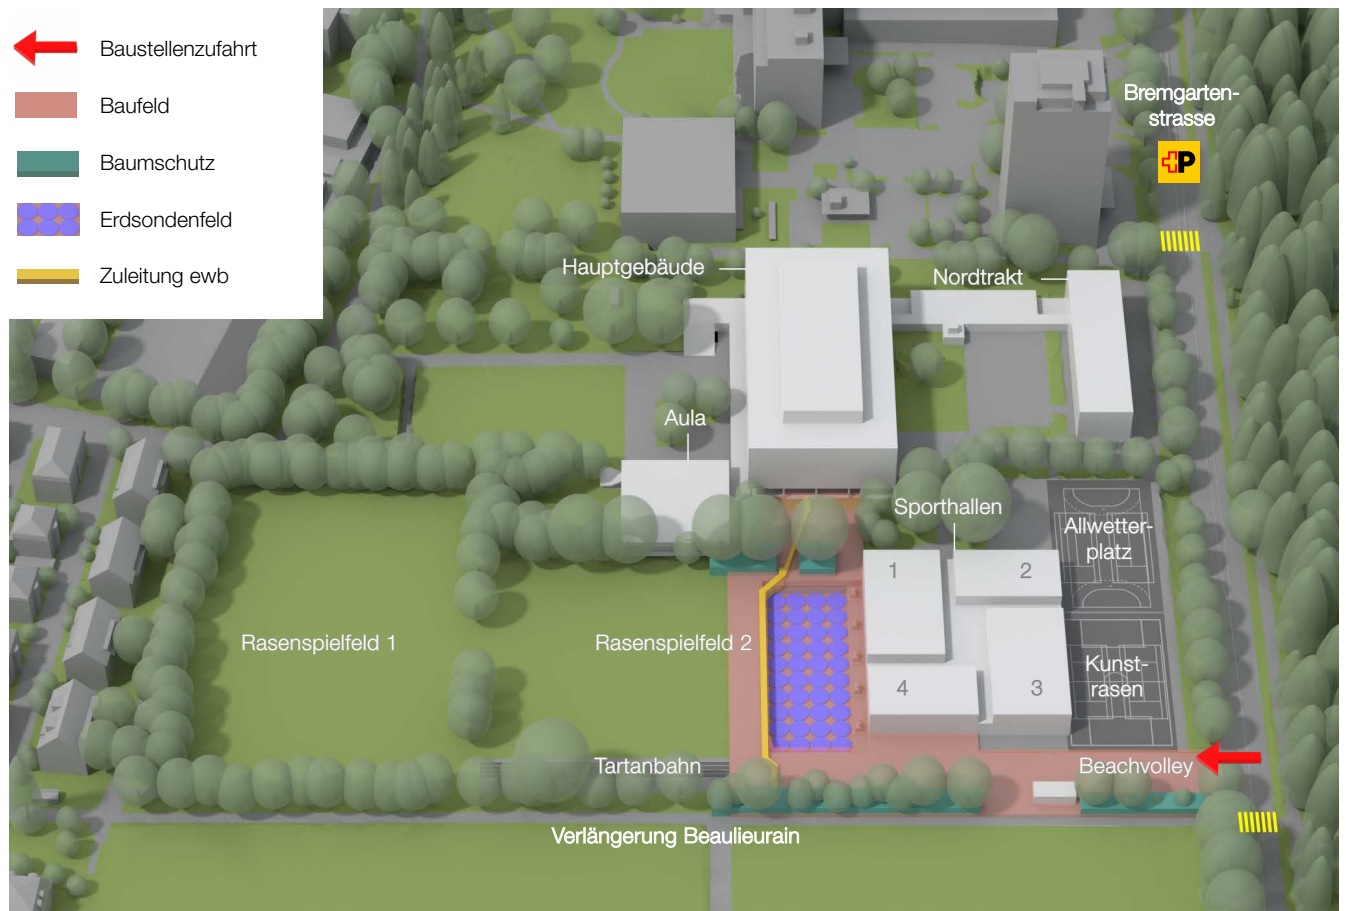 Baustellenzufahrt
Baufeld
Baumschutz
Erdsondenfeld
Zuleitung ewb
Bremgarten-
strasse
P
Hauptgebäude
Nordtrakt
Aula
Sporthallen
Allwetter-
platz
1
2
Rasenspielfeld 1
Rasenspielfeld 2
Kunst-
rasen
4
3
Tartanbahn
Beachvolley
Verlängerung Beaulieurain